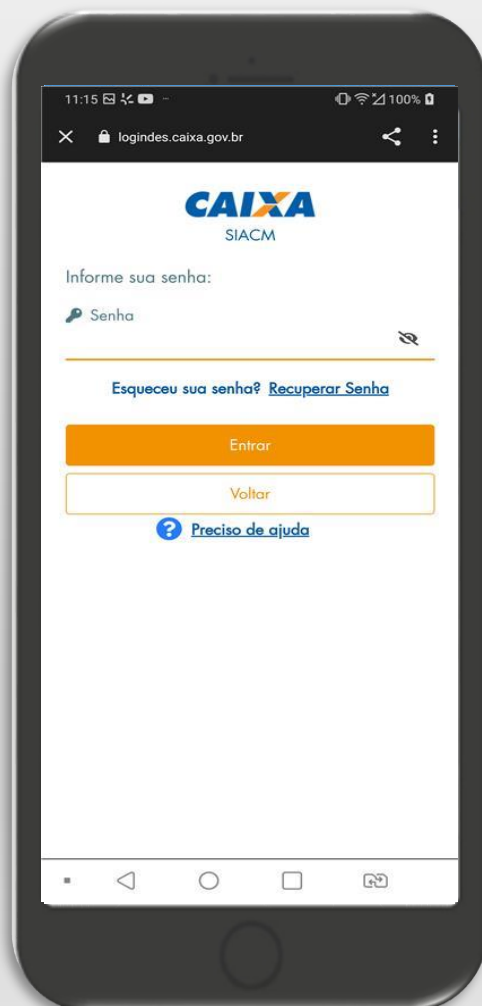 11:15
100%
logindes.caixa.gov.br
CAIXA
SIACM
Informe sua senha:
Senha
Esqueceu sua senha? Recuperar Senha
Entrar
Voltar
? Preciso de ajuda